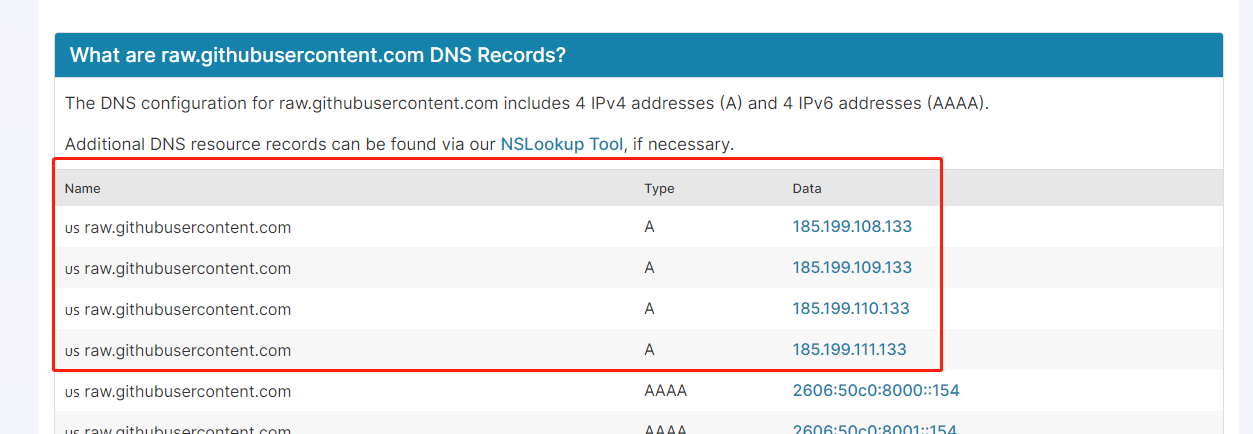 What are raw.githubusercontent.com DNS Records?
The DNS configuration for raw.githubusercontent.com includes 4 IPv4 addresses (A) and 4 IPv6 addresses (AAAA).
Additional DNS resource records can be found via our NSLookup Tool, if necessary.
Name Type Data
us raw.githubusercontent.com A 185.199.108.133
us raw.githubusercontent.com A 185.199.109.133
us raw.githubusercontent.com A 185.199.110.133
us raw.githubusercontent.com A 185.199.111.133
us raw.githubusercontent.com AAAA 2606:50c0:8000::154
us raw.githubusercontent.com AAAA 2606:50c0:8001::154